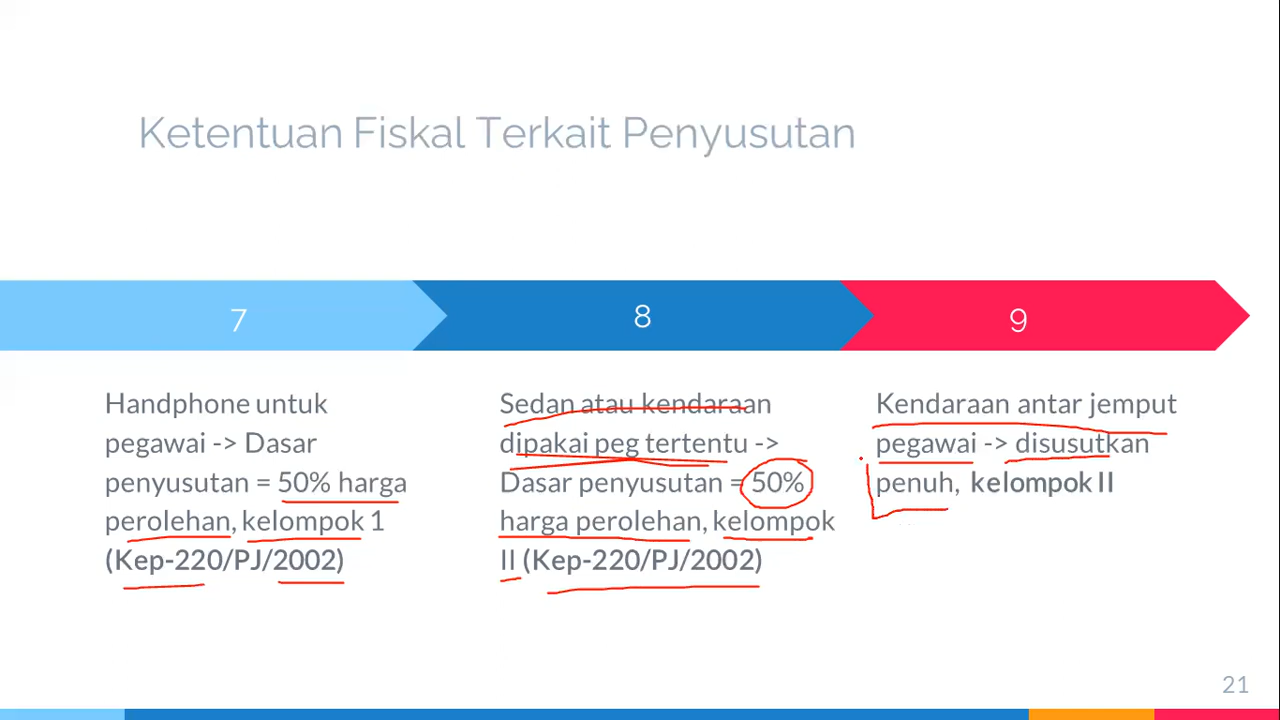 Ketentuan Fiskal Terkait Penyusutan
7
8
9
Handphone untuk
pegawai -> Dasar
penyusutan = 50% harga
perolehan, kelompok 1
(Kep-220/PJ/2002)
Sedan atau kendaraan
dipakai peg tertentu ->
Dasar penyusutan = 50%
harga perolehan, kelompok
II (Kep-220/PJ/2002)
Kendaraan antar jemput
pegawai -> disusutkan
penuh, kelompok II
21